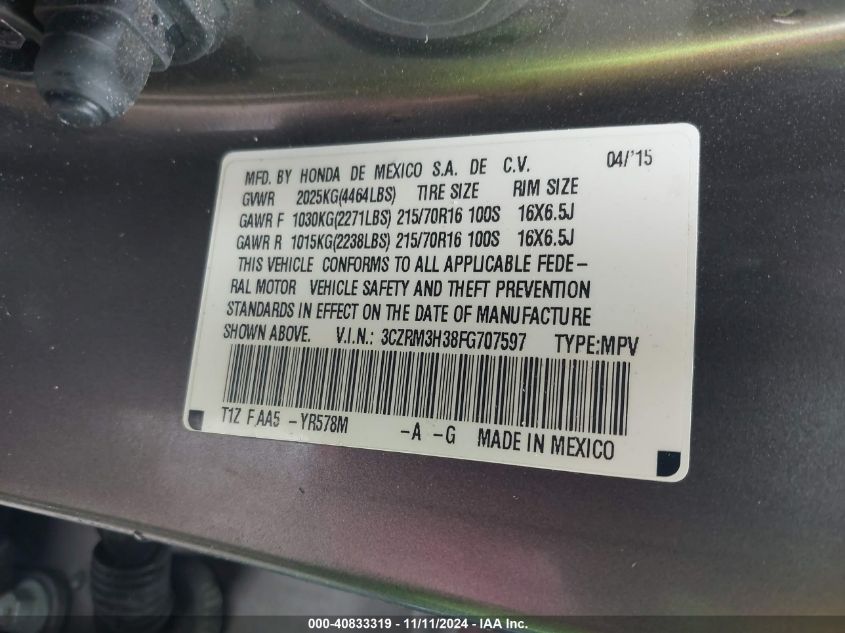 MFD. BY HONDA DE MEXICO S.A. DE C.V. 04/'15
GVWR 2025KG(4464LBS) TIRE SIZE RIM SIZE
GAWR F 1030KG(2271LBS) 215/70R16 100S 16X6.5J
GAWR R 1015KG(2238LBS) 215/70R16 100S 16X6.5J
THIS VEHICLE CONFORMS TO ALL APPLICABLE FEDE-
RAL MOTOR VEHICLE SAFETY AND THEFT PREVENTION
STANDARDS IN EFFECT ON THE DATE OF MANUFACTURE
SHOWN ABOVE. V.I.N.: 3CZRM3H38FG707597 TYPE:MPV
T1Z F AA5 -YR578M -A -G MADE IN MEXICO
000-40833319 - 11/11/2024 - IAA Inc.